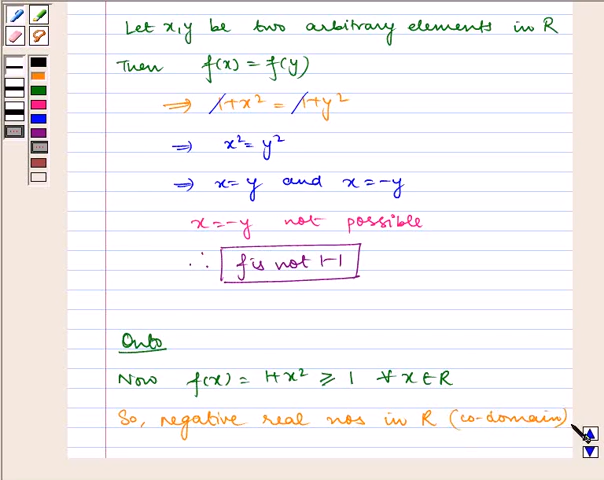 Let x,y be two arbitrary elements in R
Then f(x) = f(y)
⇒ 1+x² = 1+y²
⇒ x² = y²
⇒ x = y and x = -y
x = -y not possible
∴ f is not 1-1
Onto
Now f(x) = 1+x² ⩾ 1 ∀ x ∈ R
So, negative real nos in R (co-domain)